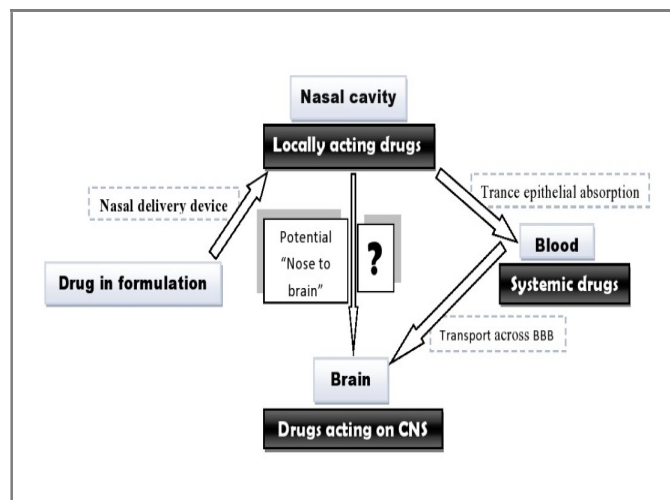 Nasal cavity
Locally acting drugs
Nasal delivery device
Trance epithelial absorption
Potential
“Nose to
brain”
?
Blood
Systemic drugs
Drug in formulation
Transport across BBB
Brain
Drugs acting on CNS